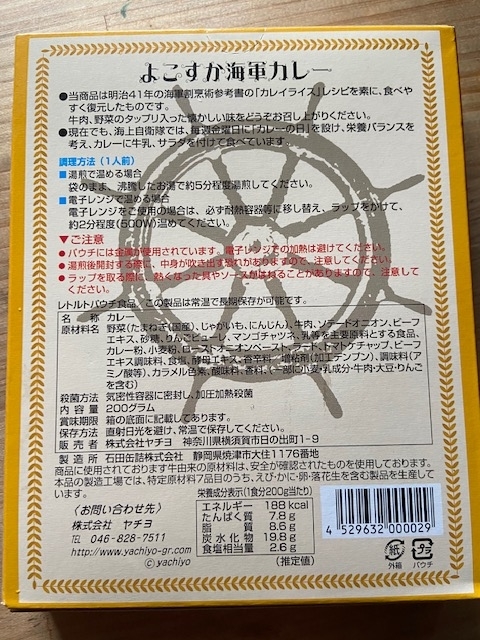 よこすか海軍カレー
●当商品は明治41年の海軍割烹術参考書の「カレイライス」レシピを素に、食べやすく復元したものです。
牛肉、野菜のタップリ入った懐かしい味をどうぞお召し上がりください。
●現在でも、海上自衛隊では、毎週金曜日に「カレーの日」を設け、栄養バランスを考え、カレーに牛乳、サラダを付けて食べています。
調理方法(1人前)
■湯煎で温める場合
袋のまま、沸騰したお湯で約5分程度湯煎してください。
■電子レンジで温める場合
電子レンジをご使用の場合は、必ず耐熱容器等に移し替え、ラップをかけて、
約2分程度(500W)温めてください。
▼ご注意
●パウチには金属が使用されています。電子レンジでの加熱は避けてください。
●湯煎後開封する際に、中身が吹き出す恐れがありますので、注意してください。
●ラップを取る際に、熱くなった具やソースがはねることがありますので、注意してください。
レトルトパウチ食品、この製品は常温で長期保存が可能です。
名称 カレー
原材料名 野菜(たまねぎ(国産)、じゃがいも、にんじん)、牛肉、ソテードオニオン、ビーフ
エキス、砂糖、りんごピューレ、マンゴチャツネ、乳等を主要原料とする食品、
カレー粉、小麦粉、ローストオニオンペースト、ラード、トマトケチャップ、ビーフ
エキス調味料、食塩、酵母エキス、香辛料、増粘剤(加工デンプン)、調味料(ア
ミノ酸等)、カラメル色素、酸味料、香料、(一部に小麦・乳成分・牛肉・大豆・りんご
を含む)
殺菌方法 気密性容器に密封し、加圧加熱殺菌
内容量 200グラム
賞味期限 箱の底面に記載してあります。
保存方法 直射日光を避け、常温で保存してください。
販売者 株式会社ヤチヨ 神奈川県横須賀市日の出町1-9
製造所 石田缶詰株式会社 静岡県焼津市大住1176番地
商品に使用されております牛由来の原材料は、安全が確認されたものを使用しております。
本品の製造工場では、特定原材料7品目のうち、えび・かに・卵・落花生を含む製品を生産しています。
〈お問い合わせ先〉
株式会社 ヤチヨ
TEL 046-828-7511
http://www.yachiyo-gr.com
©yachiyo
栄養成分表示(1食分200g当たり)
エネルギー 188 kcal
たんぱく質 7.8 g
脂質 8.6 g
炭水化物 19.8 g
食塩相当量 2.6 g
(推定値)
4 529632 000029
紙 外箱
プラ パウチ